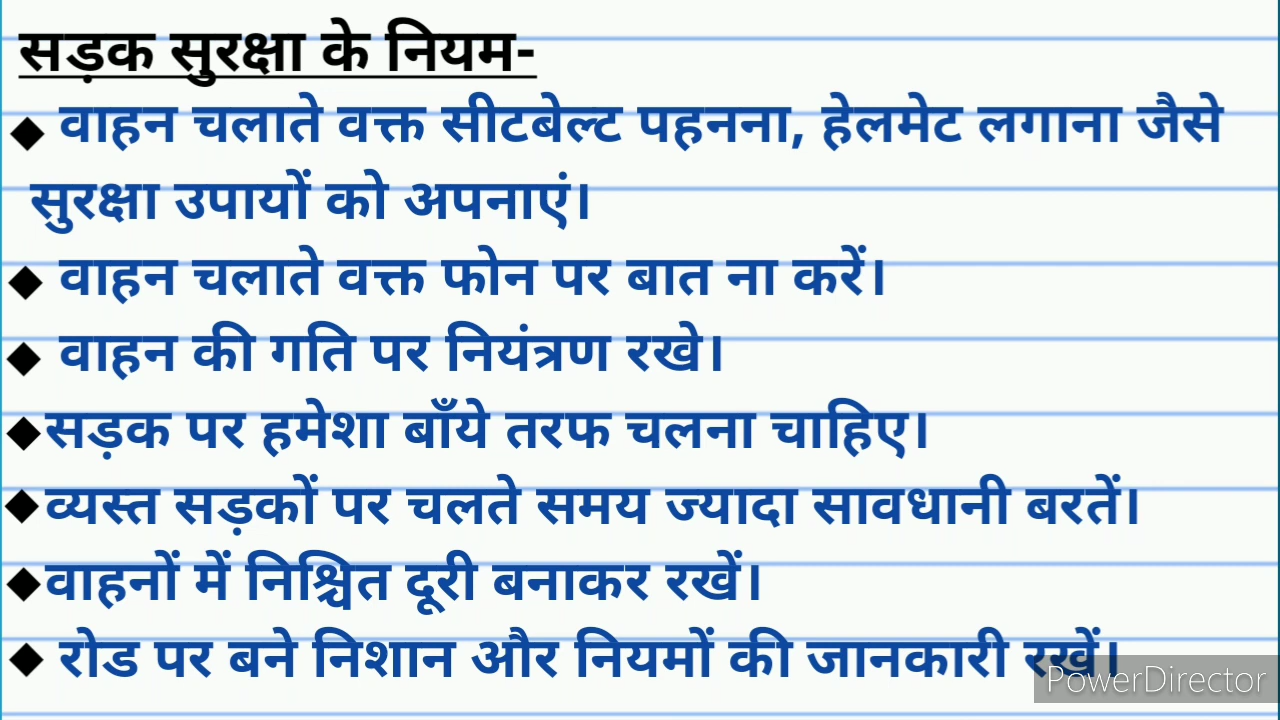 सड़क सुरक्षा के नियम-
◆ वाहन चलाते वक्त सीटबेल्ट पहनना, हेलमेट लगाना जैसे
सुरक्षा उपायों को अपनाएं।
◆ वाहन चलाते वक्त फोन पर बात ना करें।
◆ वाहन की गति पर नियंत्रण रखे।
◆सड़क पर हमेशा बाँये तरफ चलना चाहिए।
◆व्यस्त सड़कों पर चलते समय ज्यादा सावधानी बरतें।
◆वाहनों में निश्चित दूरी बनाकर रखें।
◆ रोड पर बने निशान और नियमों की जानकारी रखें।
PowerDirector